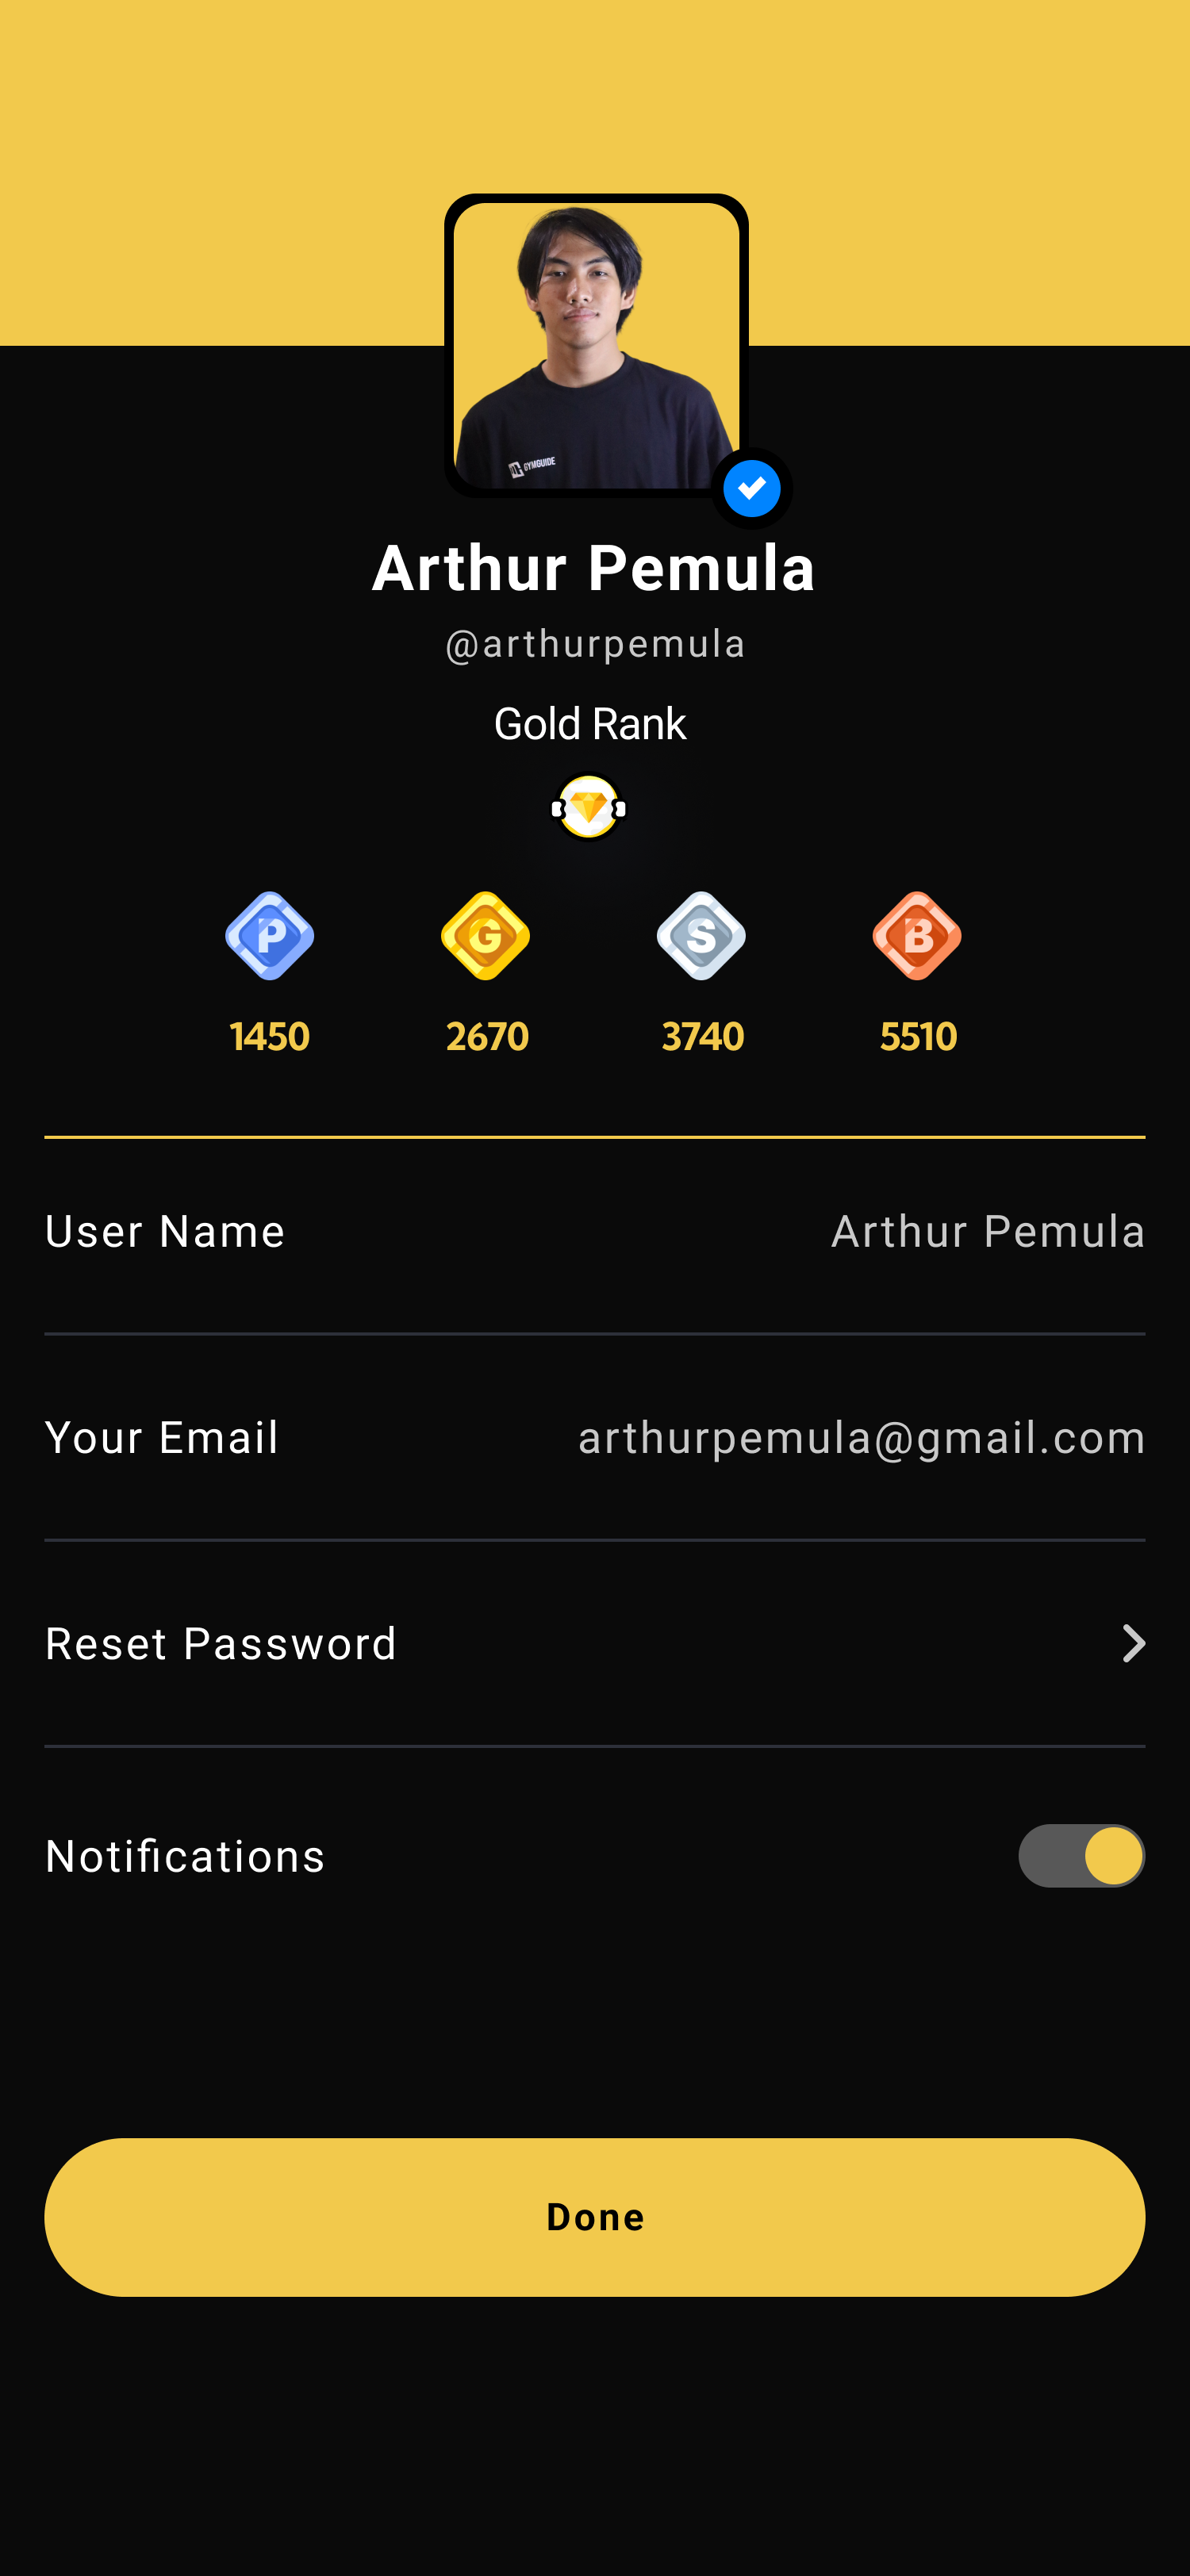 GYMGUIDE
Arthur Pemula
@arthurpemula
Gold Rank
P G S B
1450 2670 3740 5510
User Name Arthur Pemula
Your Email arthurpemula@gmail.com
Reset Password
Notifications
Done